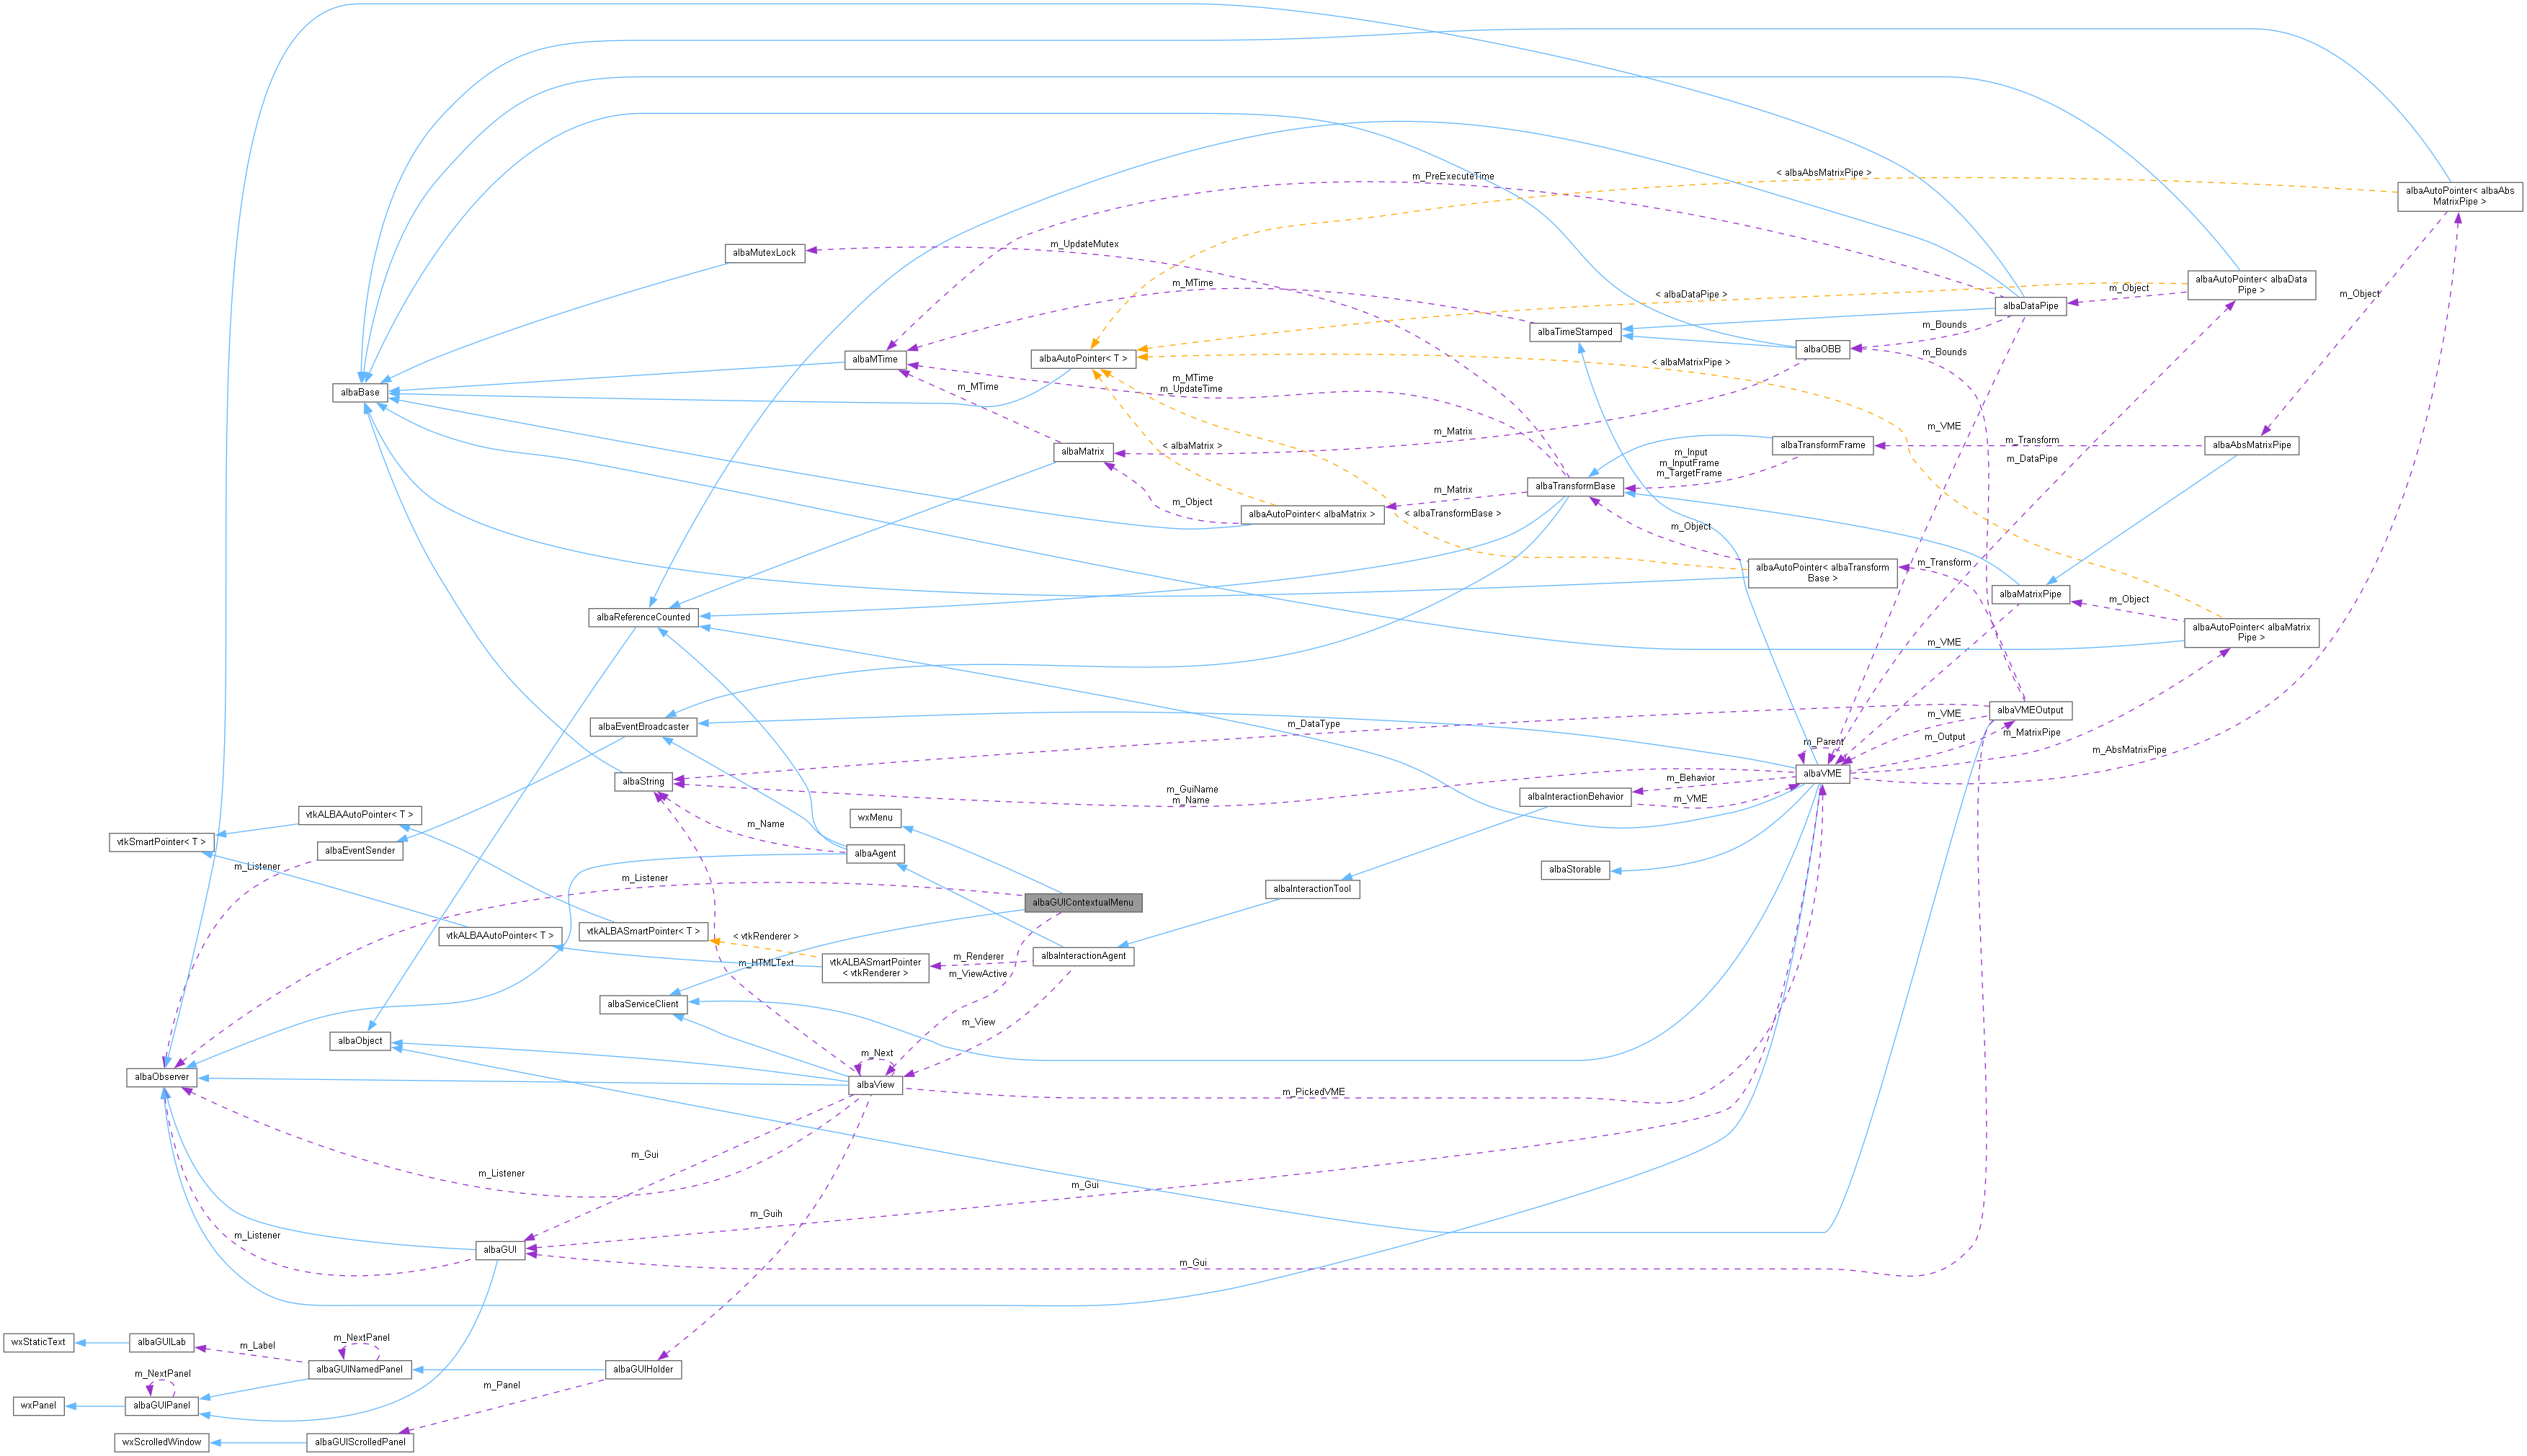 m_PreExecuteTime
< albaAbsMatrixPipe >
albaAutoPointer< albaAbs
MatrixPipe >
m_UpdateMutex
albaMutexLock
m_MTime
< albaDataPipe >
m_Object
albaAutoPointer< albaData
Pipe >
m_Object
albaDataPipe
m_Bounds
albaTimeStamped
albaOBB
m_Bounds
albaMTime
albaAutoPointer< T >
< albaMatrixPipe >
albaBase
m_MTime
m_MTime
m_UpdateTime
m_VME
m_Matrix
m_Transform
m_DataPipe
albaMatrix
< albaMatrix >
albaTransformFrame
albaAbsMatrixPipe
m_Input
m_InputFrame
m_TargetFrame
albaTransformBase
m_Matrix
m_Object
albaAutoPointer< albaMatrix >
< albaTransformBase >
m_Object
m_Transform
albaAutoPointer< albaTransform
Base >
albaMatrixPipe
m_Object
albaReferenceCounted
albaAutoPointer< albaMatrix
Pipe >
m_VME
albaVMEOutput
m_VME
m_DataType
albaEventBroadcaster
m_Output
m_MatrixPipe
m_AbsMatrixPipe
m_Parent
albaVME
albaString
m_Behavior
m_GuiName
m_Name
albaInteractionBehavior
m_VME
vtkALBAAutoPointer< T >
wxMenu
m_Name
vtkSmartPointer< T >
albaEventSender
albaAgent
m_Listener
albaStorable
m_Listener
albaInteractionTool
albaGUIContextualMenu
vtkALBAAutoPointer< T >
vtkALBASmartPointer< T >
< vtkRenderer >
m_HTMLText
vtkALBASmartPointer
< vtkRenderer >
m_Renderer
m_ViewActive
albaInteractionAgent
albaServiceClient
m_View
albaObject
m_Next
albaObserver
albaView
m_PickedVME
m_Gui
m_Listener
m_Gui
m_Guih
m_Listener
albaGUI
m_Gui
wxStaticText
albaGUILab
m_Label
m_NextPanel
albaGUINamedPanel
albaGUIHolder
m_NextPanel
m_Panel
wxPanel
albaGUIPanel
wxScrolledWindow
albaGUIScrolledPanel